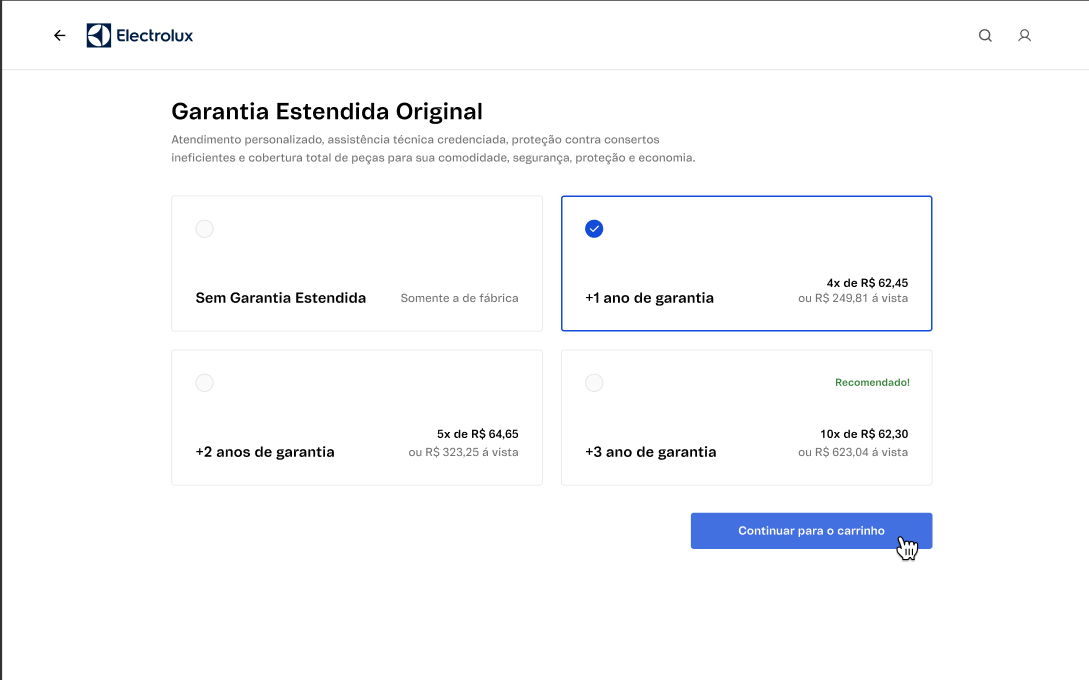 Electrolux
Garantia Estendida Original
Atendimento personalizado, assistência técnica credenciada, proteção contra consertos
ineficientes e cobertura total de peças para sua comodidade, segurança, proteção e economia.
Sem Garantia Estendida
Somente a de fábrica
+1 ano de garantia
4x de R$ 62,45
ou R$ 249,81 á vista
+2 anos de garantia
5x de R$ 64,65
ou R$ 323,25 á vista
Recomendado!
+3 ano de garantia
10x de R$ 62,30
ou R$ 623,04 á vista
Continuar para o carrinho